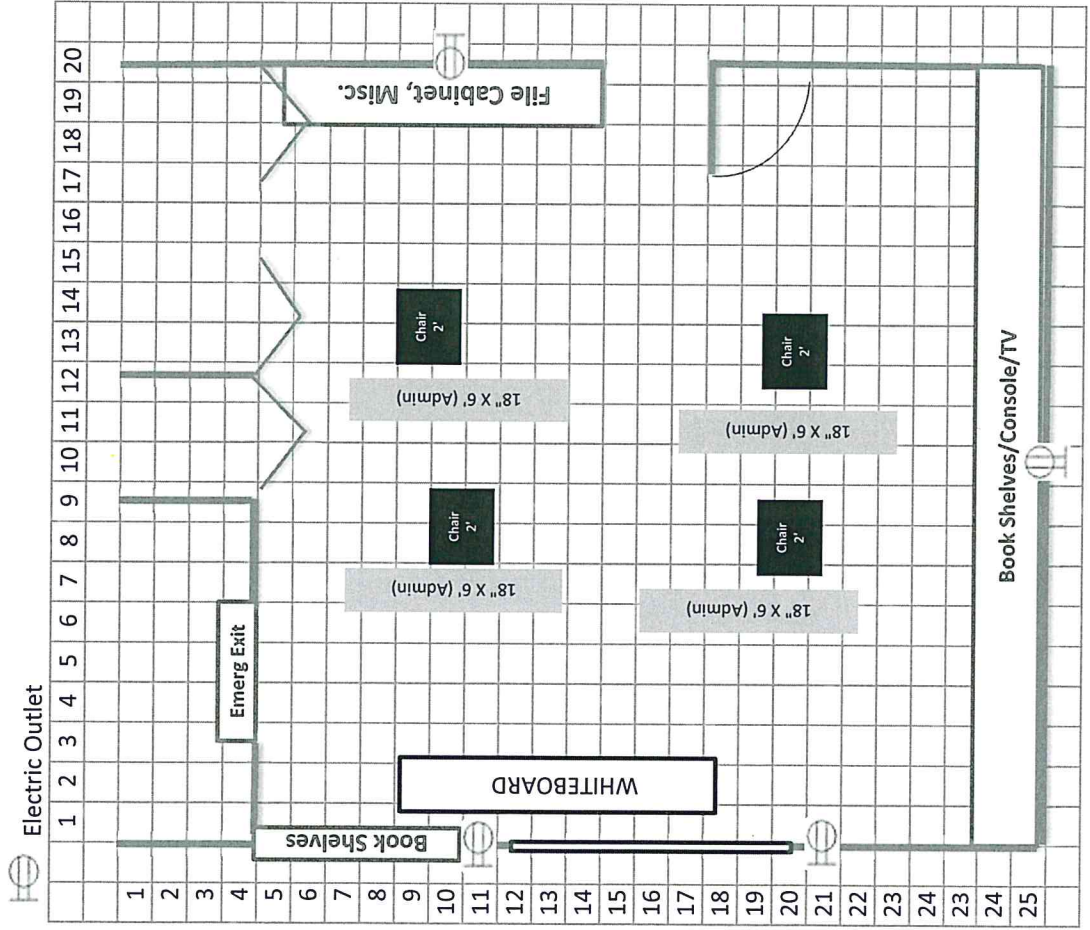 Electric Outlet
1 2 3 4 5 6 7 8 9 10 11 12 13 14 15 16 17 18 19 20
1
2
3
4
5
6
7
8
9
10
11
12
13
14
15
16
17
18
19
20
21
22
23
23
24
25
Emerg Exit
Book Shelves
WHITEBOARD
File Cabinet, Misc.
Chair
2'
18" X 6' (Admin)
Chair
2'
18" X 6' (Admin)
Chair
2'
18" X 6' (Admin)
Chair
2'
18" X 6' (Admin)
Book Shelves/Console/TV